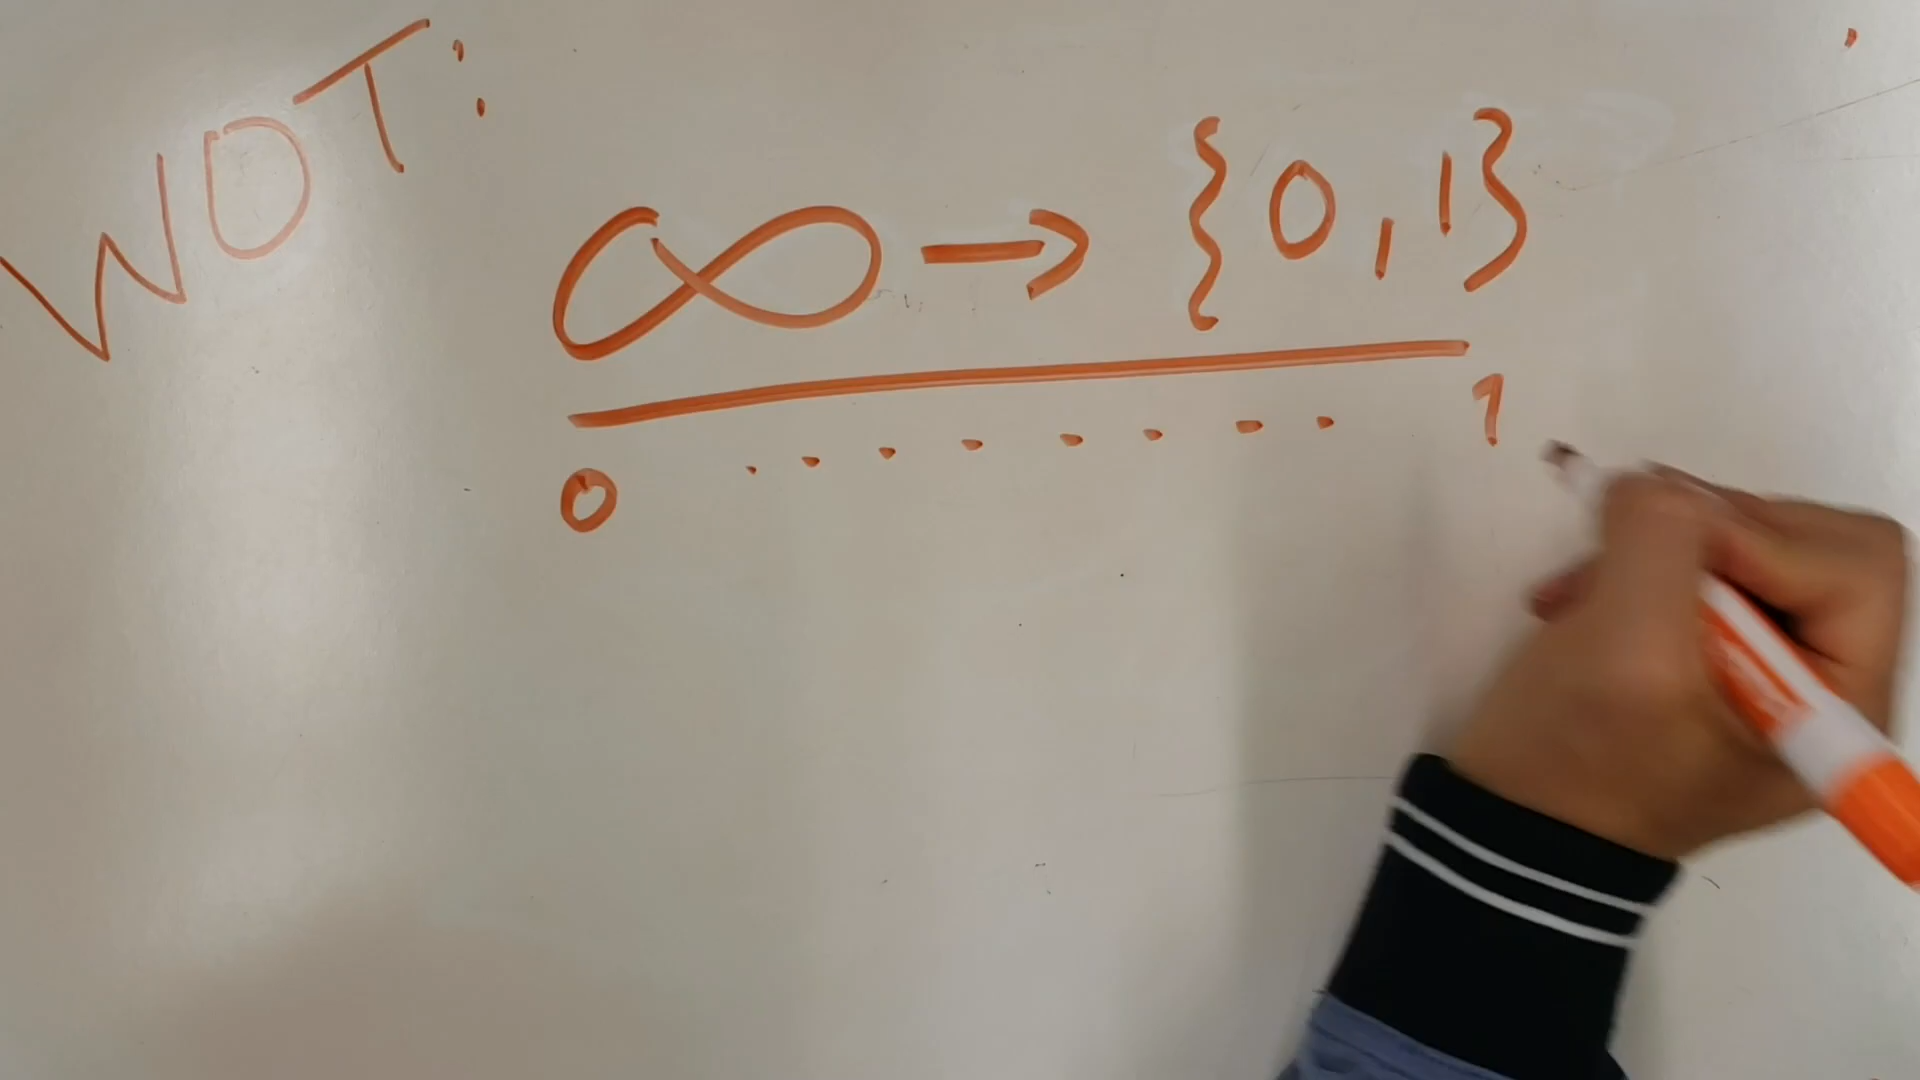 WOT:
∞ → {0,1}
0 . . . . . . . . 1